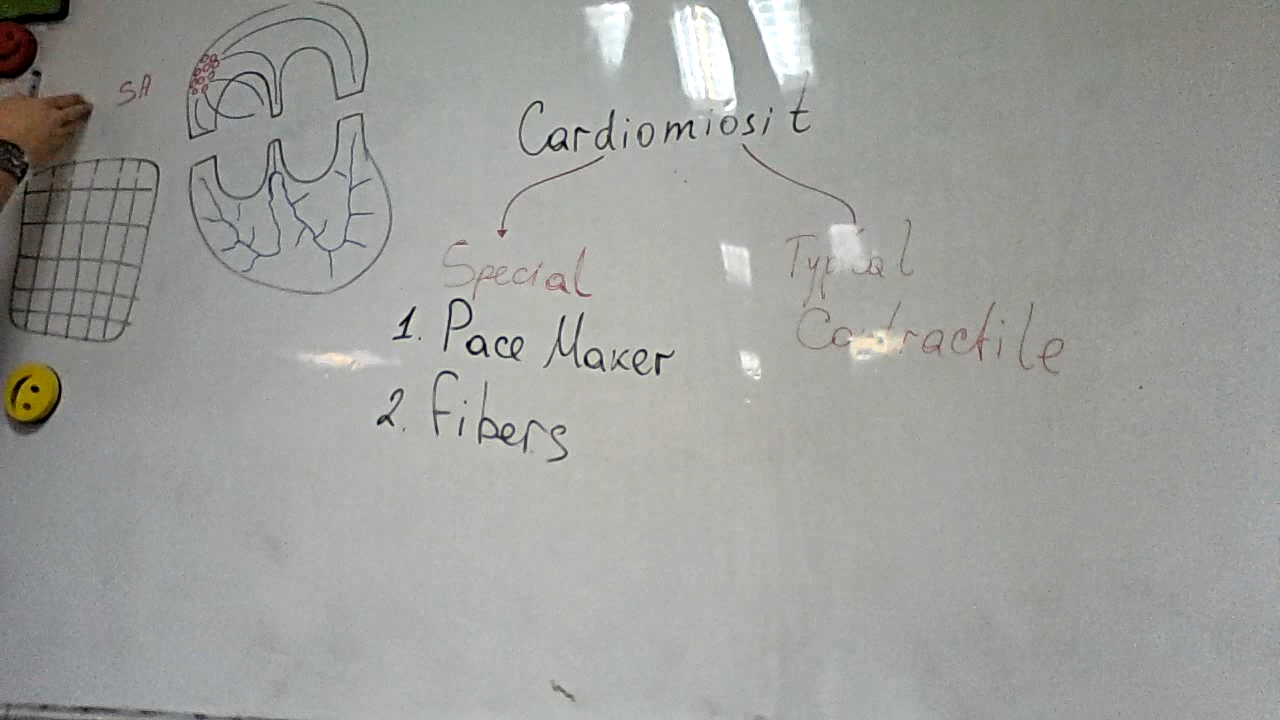 SA
Cardiomiosit
Special
Typical
Contractile
1. Pace Maker
2. Fibers